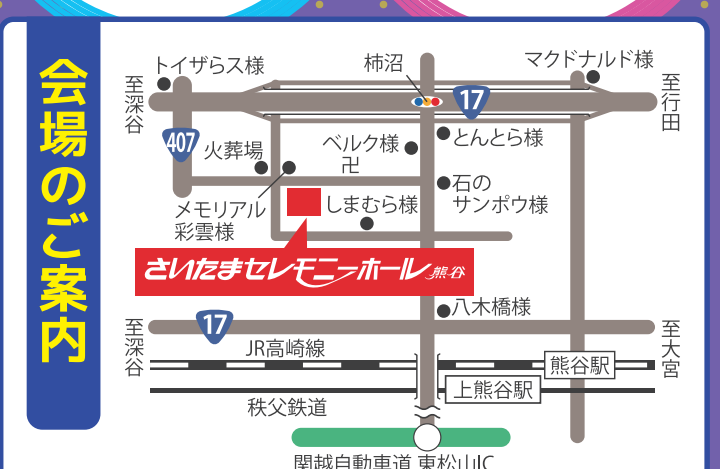 会場のご案内
トイザらス様
柿沼
マクドナルド様
至深谷
17
至行田
407
火葬場
ベルク様
卍
とんとら様
メモリアル
彩雲様
しまむら様
石の
サンポウ様
さいたまセレモニーホール熊谷
八木橋様
至深谷
17
至大宮
JR高崎線
熊谷駅
上熊谷駅
秩父鉄道
関越自動車道 東松山IC